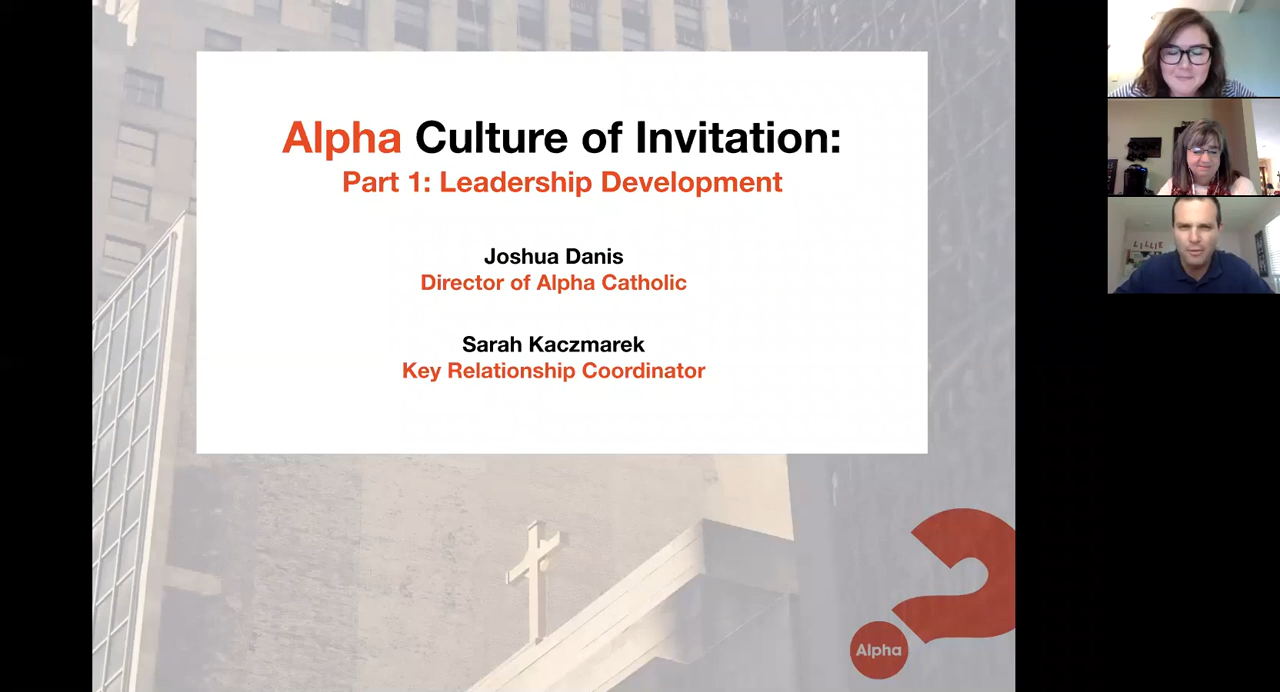 Alpha Culture of Invitation:
Part 1: Leadership Development
Joshua Danis
Director of Alpha Catholic
Sarah Kaczmarek
Key Relationship Coordinator
Alpha
LILLIE